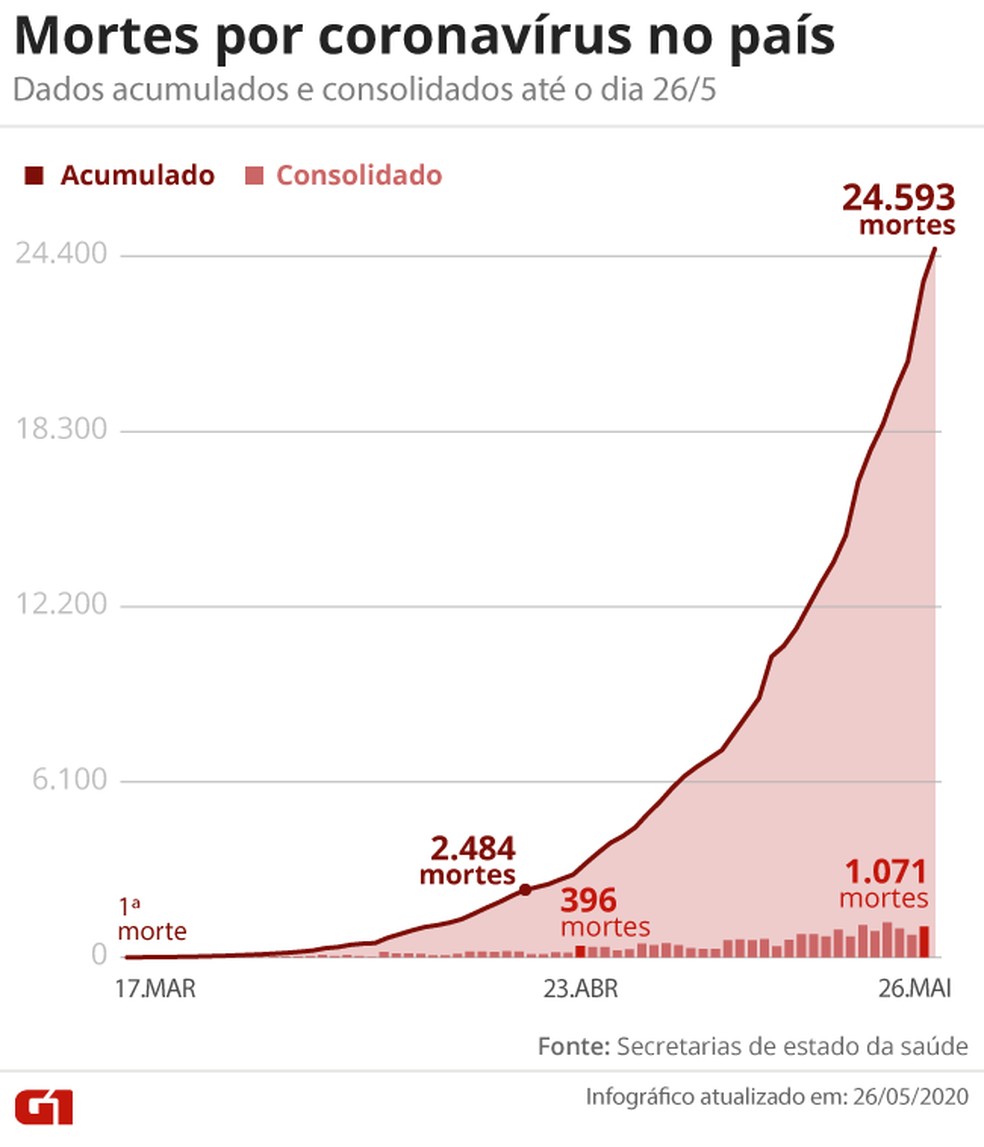 Mortes por coronavírus no país
Dados acumulados e consolidados até o dia 26/5
Acumulado Consolidado
24.593
mortes
24.400
18.300
12.200
6.100
2.484
mortes
396
mortes
1.071
mortes
1ª
morte
0
17.MAR 23.ABR 26.MAI
Fonte: Secretarias de estado da saúde
G1
Infográfico atualizado em: 26/05/2020